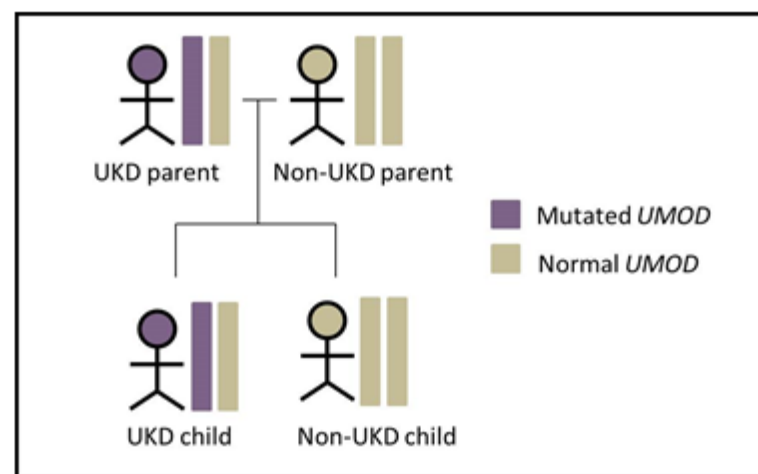 UKD parent
Non-UKD parent
Mutated UMOD
Normal UMOD
UKD child
Non-UKD child